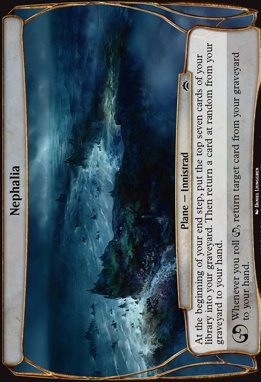 Nephalia
Plane — Innistrad
At the beginning of your end step, put the top seven cards of your
library into your graveyard. Then return a card at random from your
graveyard to your hand.
Whenever you roll , return target card from your graveyard
to your hand.